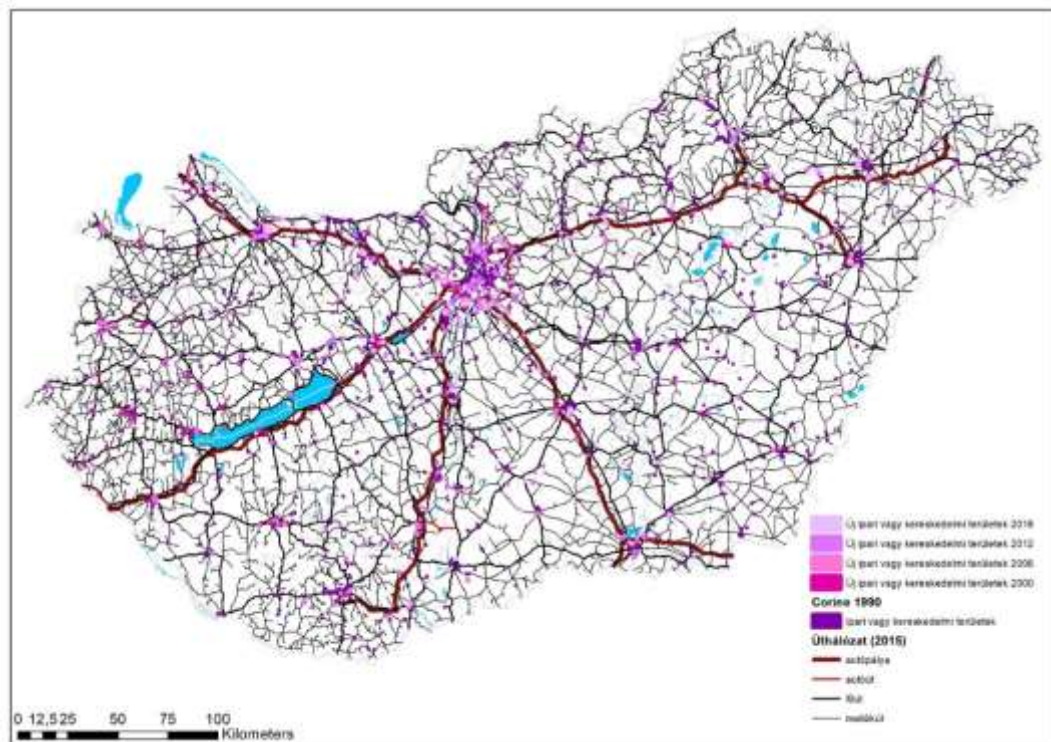 Új ipari vagy kereskedelmi területek 2018
Új ipari vagy kereskedelmi területek 2012
Új ipari vagy kereskedelmi területek 2006
Új ipari vagy kereskedelmi területek 2000
Corine 1990
Ipari vagy kereskedelmi területek
Úthálózat (2015)
autópálya
autóút
főút
mellékút
0 12,5 25 50 75 100
Kilometers